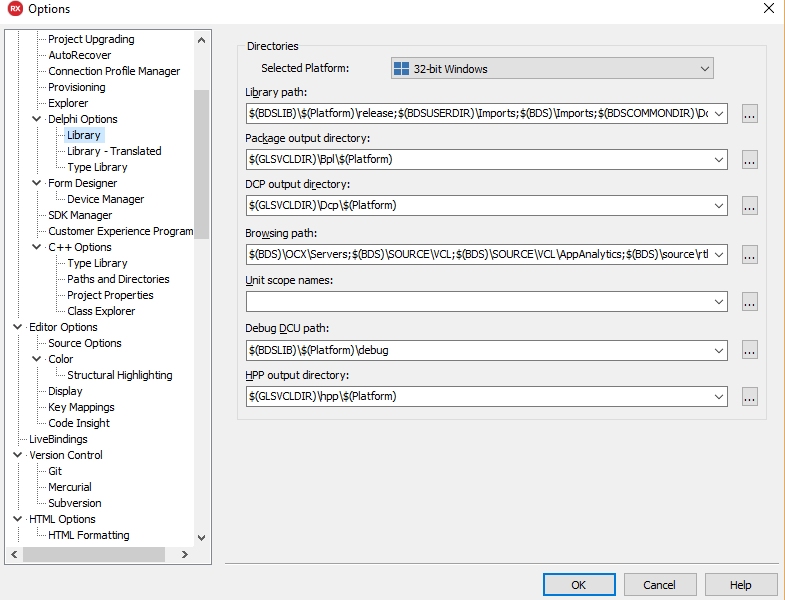 RX Options
Project Upgrading
AutoRecover
Connection Profile Manager
Provisioning
Explorer
Delphi Options
Library
Library - Translated
Type Library
Form Designer
Device Manager
SDK Manager
Customer Experience Program
C++ Options
Type Library
Paths and Directories
Project Properties
Class Explorer
Editor Options
Source Options
Color
Structural Highlighting
Display
Key Mappings
Code Insight
LiveBindings
Version Control
Git
Mercurial
Subversion
HTML Options
HTML Formatting
Directories
Selected Platform: 32-bit Windows
Library path:
$(BDSLIB)\$(Platform)\release;$(BDSUSERDIR)\Imports;$(BDS)\Imports;$(BDSCOMMONDIR)\Dc ...
Package output directory:
$(GLSVCLDIR)\Bpl\$(Platform) ...
DCP output directory:
$(GLSVCLDIR)\Dcp\$(Platform) ...
Browsing path:
$(BDS)\OCX\Servers;$(BDS)\SOURCE\VCL;$(BDS)\SOURCE\VCL\AppAnalytics;$(BDS)\source\rtl ...
Unit scope names:
...
Debug DCU path:
$(BDSLIB)\$(Platform)\debug ...
HPP output directory:
$(GLSVCLDIR)\hpp\$(Platform) ...
OK Cancel Help